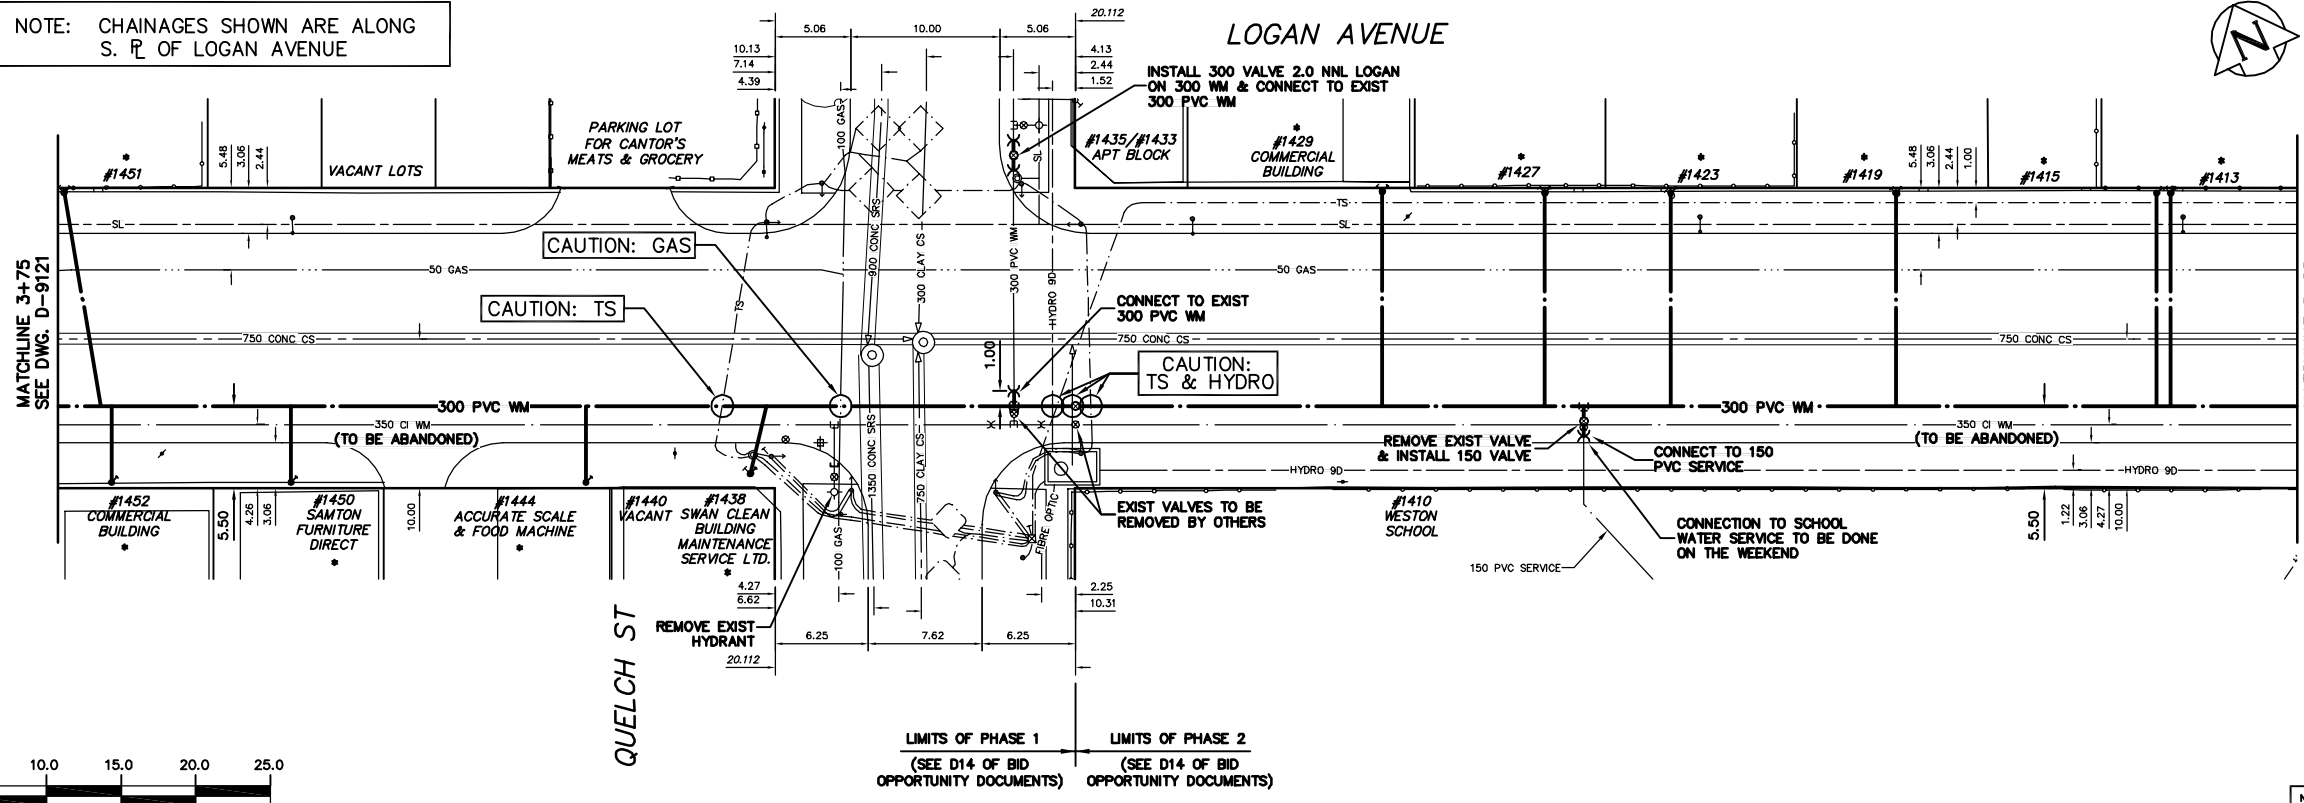 NOTE: CHAINAGES SHOWN ARE ALONG
S. ⅊ OF LOGAN AVENUE
LOGAN AVENUE
N
20.112
5.06
10.00
5.06
10.13
7.14
4.39
4.13
2.44
1.52
INSTALL 300 VALVE 2.0 NNL LOGAN
ON 300 WM & CONNECT TO EXIST
300 PVC WM
*
#1451
5.48
3.06
2.44
VACANT LOTS
PARKING LOT
FOR CANTOR'S
MEATS & GROCERY
100 GAS
SL
#1435/#1433
APT BLOCK
*
#1429
COMMERCIAL
BUILDING
*
#1427
*
#1423
*
#1419
5.48
3.06
2.44
1.00
*
#1415
*
#1413
SL
TS
SL
CAUTION: GAS
900 CONC SRS
300 CLAY CS
300 PVC WM
HYDRO 9D
50 GAS
50 GAS
MATCHLINE 3+75
SEE DWG. D-9121
CAUTION: TS
TS
CONNECT TO EXIST
300 PVC WM
750 CONC CS
750 CONC CS
750 CONC CS
1.00
CAUTION:
TS & HYDRO
300 PVC WM
300 PVC WM
350 CI WM
(TO BE ABANDONED)
350 CI WM
(TO BE ABANDONED)
REMOVE EXIST VALVE
& INSTALL 150 VALVE
CONNECT TO 150
PVC SERVICE
1350 CONC SRS
750 CLAY CS
HYDRO 9D
HYDRO 9D
#1452
COMMERCIAL
BUILDING
*
5.50
4.26
3.06
#1450
SAMTON
FURNITURE
DIRECT
*
10.00
#1444
ACCURATE SCALE
& FOOD MACHINE
*
#1440
VACANT
#1438
SWAN CLEAN
BUILDING
MAINTENANCE
SERVICE LTD.
*
100 GAS
FIBRE OPTIC
EXIST VALVES TO BE
REMOVED BY OTHERS
#1410
WESTON
SCHOOL
CONNECTION TO SCHOOL
WATER SERVICE TO BE DONE
ON THE WEEKEND
150 PVC SERVICE
5.50
1.22
3.06
4.27
10.00
4.27
6.62
2.25
10.31
REMOVE EXIST
HYDRANT
6.25
7.62
6.25
20.112
QUELCH ST
LIMITS OF PHASE 1
(SEE D14 OF BID
OPPORTUNITY DOCUMENTS)
LIMITS OF PHASE 2
(SEE D14 OF BID
OPPORTUNITY DOCUMENTS)
10.0 15.0 20.0 25.0